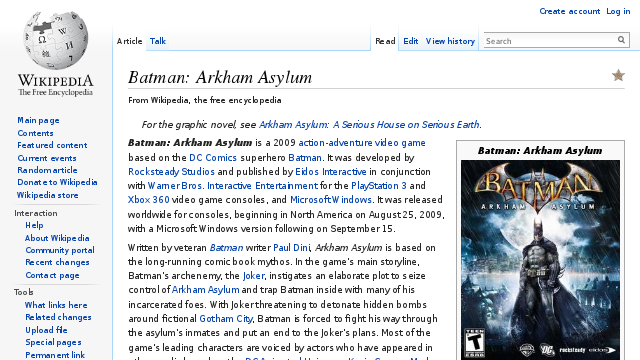 Create account Log in
Article Talk Read Edit View history Search
WIKIPEDIA
The Free Encyclopedia
Main page
Contents
Featured content
Current events
Random article
Donate to Wikipedia
Wikipedia store
Interaction
Help
About Wikipedia
Community portal
Recent changes
Contact page
Tools
What links here
Related changes
Upload file
Special pages
Permanent link
Batman: Arkham Asylum
From Wikipedia, the free encyclopedia
For the graphic novel, see Arkham Asylum: A Serious House on Serious Earth.
Batman: Arkham Asylum is a 2009 action-adventure video game
based on the DC Comics superhero Batman. It was developed by
Rocksteady Studios and published by Eidos Interactive in conjunction
with Warner Bros. Interactive Entertainment for the PlayStation 3 and
Xbox 360 video game consoles, and Microsoft Windows. It was released
worldwide for consoles, beginning in North America on August 25, 2009,
with a Microsoft Windows version following on September 15.
Written by veteran Batman writer Paul Dini, Arkham Asylum is based on
the long-running comic book mythos. In the game's main storyline,
Batman's archenemy, the Joker, instigates an elaborate plot to seize
control of Arkham Asylum and trap Batman inside with many of his
incarcerated foes. With Joker threatening to detonate hidden bombs
around fictional Gotham City, Batman is forced to fight his way through
the asylum's inmates and put an end to the Joker's plans. Most of the
game's leading characters are voiced by actors who have appeared in
Batman: Arkham Asylum
BATMAN
ARKHAM ASYLUM
TEEN
T
ESRB
DC
rocksteady
eidos